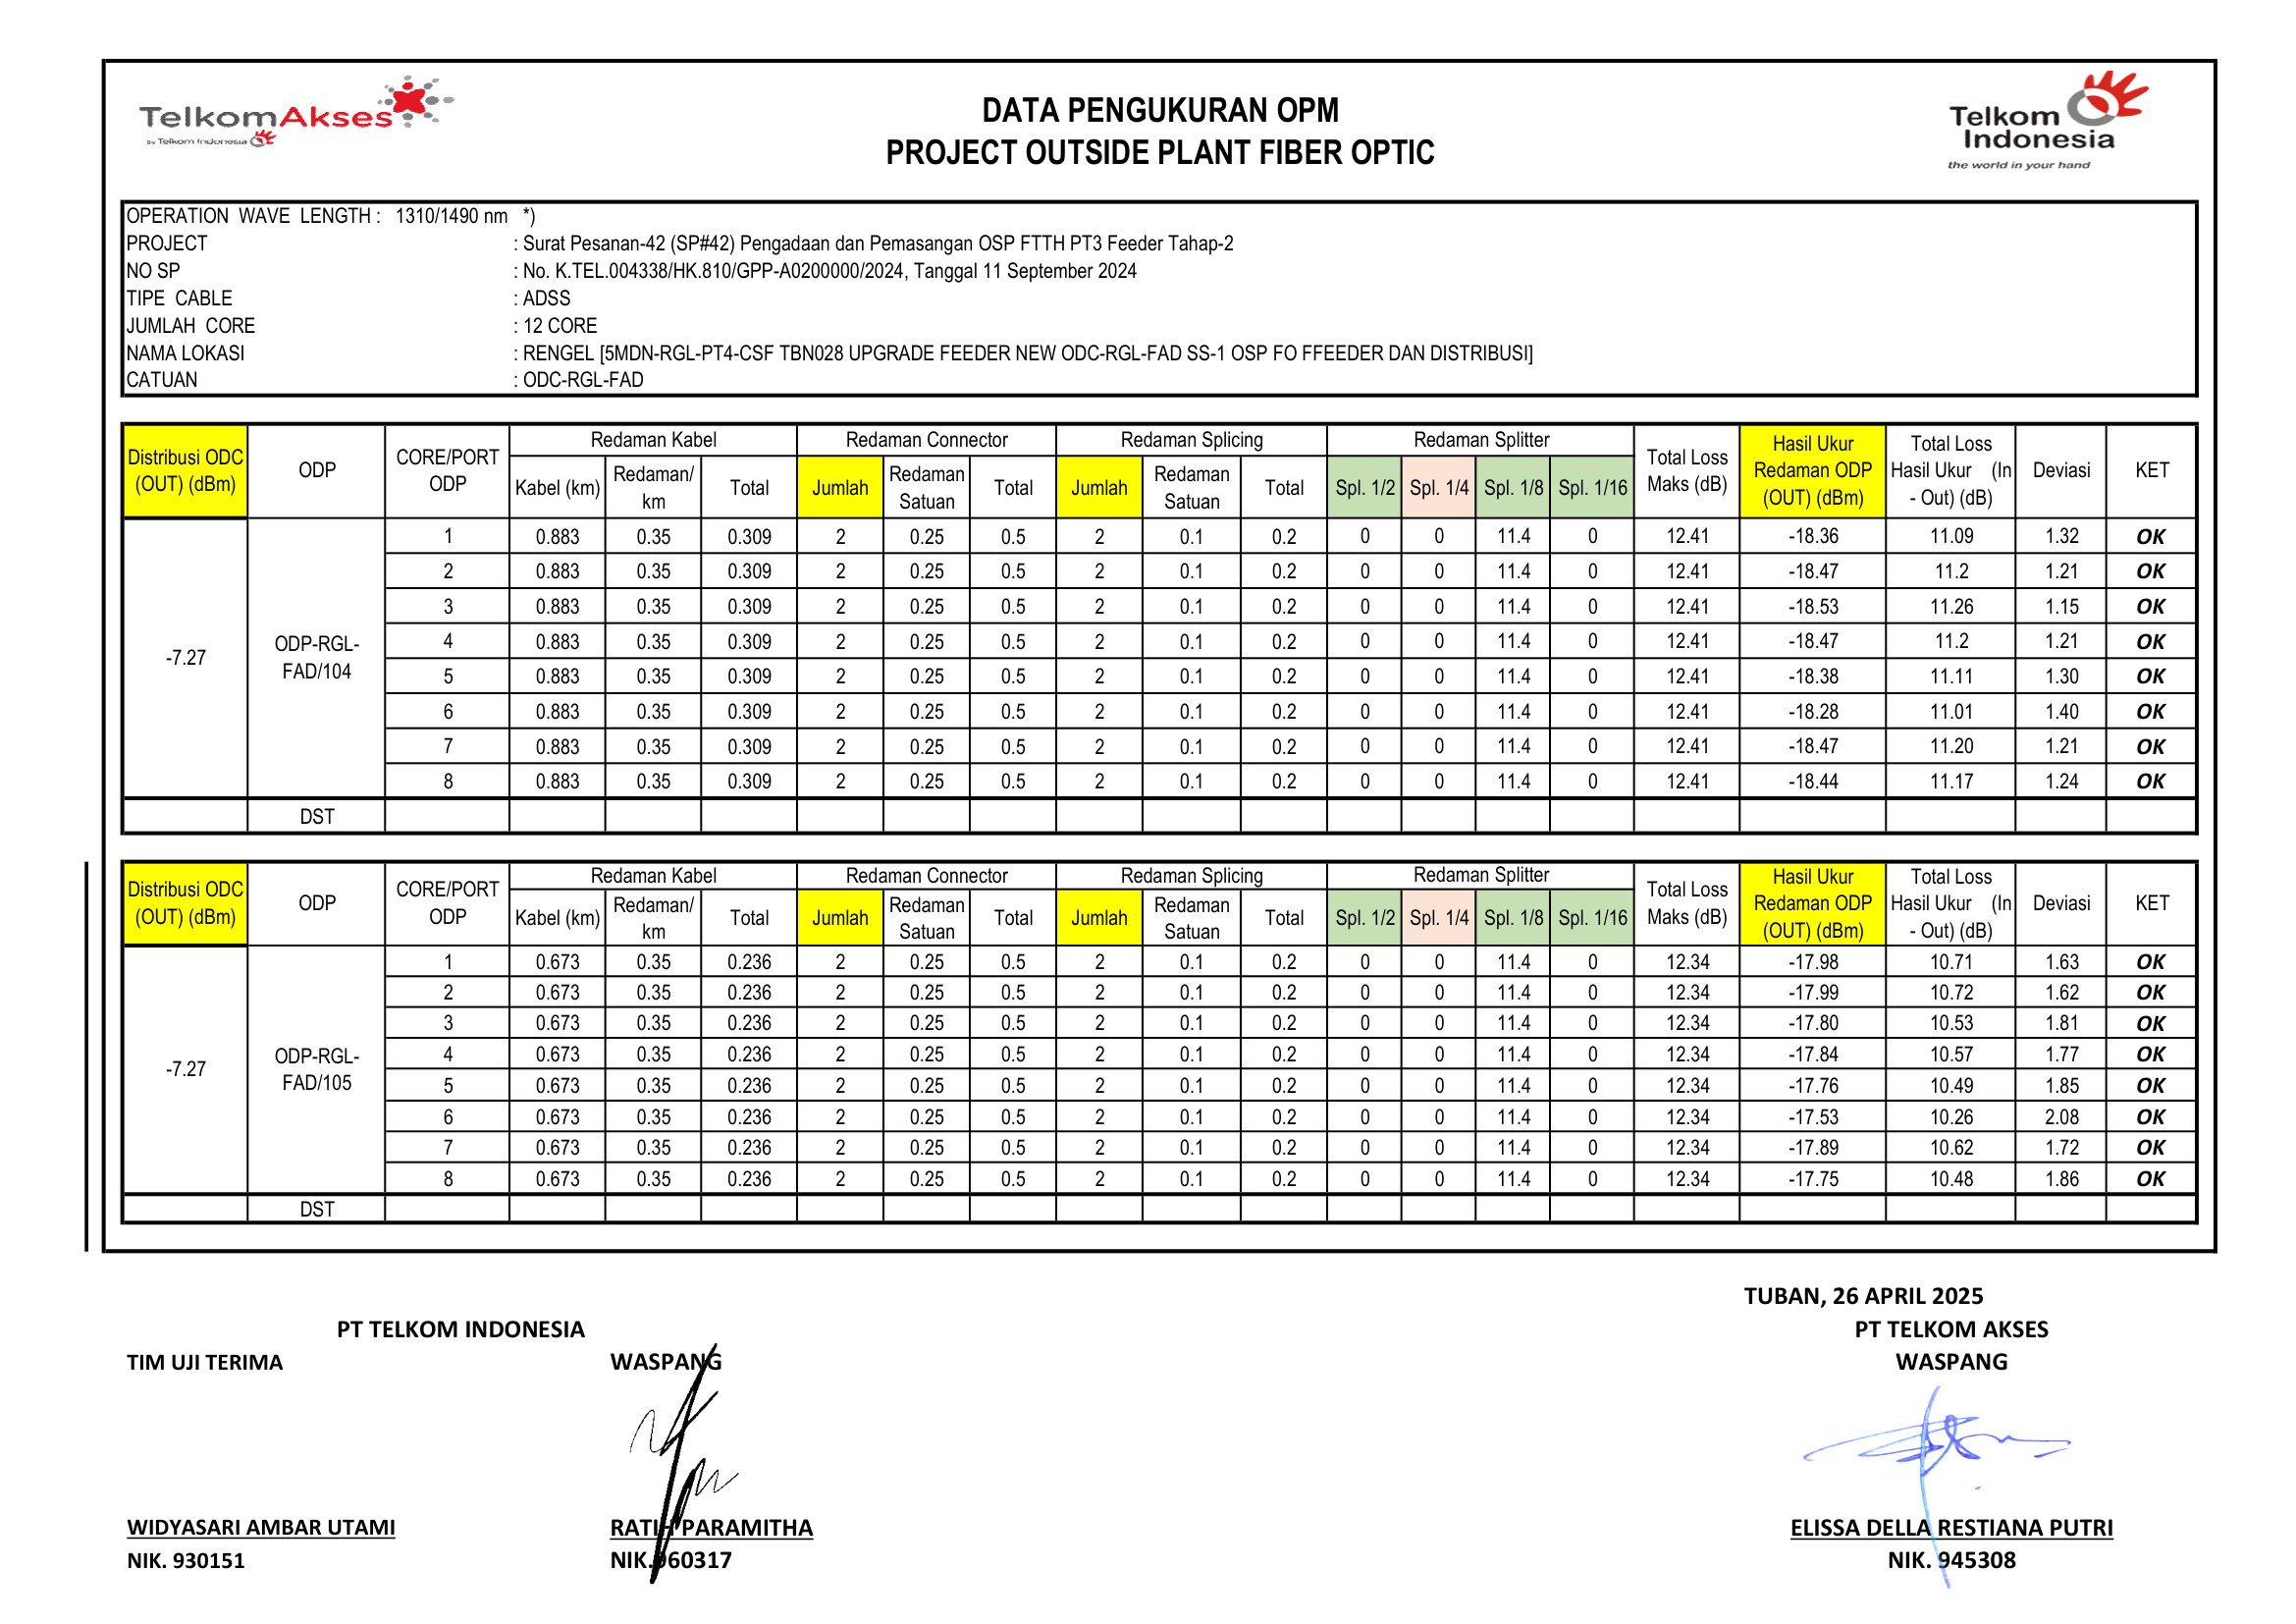 TelkomAkses
by Telkom Indonesia
DATA PENGUKURAN OPM
PROJECT OUTSIDE PLANT FIBER OPTIC
Telkom
Indonesia
the world in your hand
OPERATION WAVE LENGTH : 1310/1490 nm *)
PROJECT : Surat Pesanan-42 (SP#42) Pengadaan dan Pemasangan OSP FTTH PT3 Feeder Tahap-2
NO SP : No. K.TEL.004338/HK.810/GPP-A0200000/2024, Tanggal 11 September 2024
TIPE CABLE : ADSS
JUMLAH CORE : 12 CORE
NAMA LOKASI : RENGEL [5MDN-RGL-PT4-CSF TBN028 UPGRADE FEEDER NEW ODC-RGL-FAD SS-1 OSP FO FFEEDER DAN DISTRIBUSI]
CATUAN : ODC-RGL-FAD
Distribusi ODC (OUT) (dBm) ODP CORE/PORT ODP Redaman Kabel Redaman Connector Redaman Splicing Redaman Splitter Total Loss Maks (dB) Hasil Ukur Redaman ODP (OUT) (dBm) Total Loss Hasil Ukur (In - Out) (dB) Deviasi KET
Kabel (km) Redaman/ km Total Jumlah Redaman Satuan Total Jumlah Redaman Satuan Total Spl. 1/2 Spl. 1/4 Spl. 1/8 Spl. 1/16
-7.27 ODP-RGL-FAD/104
1 0.883 0.35 0.309 2 0.25 0.5 2 0.1 0.2 0 0 11.4 0 12.41 -18.36 11.09 1.32 OK
2 0.883 0.35 0.309 2 0.25 0.5 2 0.1 0.2 0 0 11.4 0 12.41 -18.47 11.2 1.21 OK
3 0.883 0.35 0.309 2 0.25 0.5 2 0.1 0.2 0 0 11.4 0 12.41 -18.53 11.26 1.15 OK
4 0.883 0.35 0.309 2 0.25 0.5 2 0.1 0.2 0 0 11.4 0 12.41 -18.47 11.2 1.21 OK
5 0.883 0.35 0.309 2 0.25 0.5 2 0.1 0.2 0 0 11.4 0 12.41 -18.38 11.11 1.30 OK
6 0.883 0.35 0.309 2 0.25 0.5 2 0.1 0.2 0 0 11.4 0 12.41 -18.28 11.01 1.40 OK
7 0.883 0.35 0.309 2 0.25 0.5 2 0.1 0.2 0 0 11.4 0 12.41 -18.47 11.20 1.21 OK
8 0.883 0.35 0.309 2 0.25 0.5 2 0.1 0.2 0 0 11.4 0 12.41 -18.44 11.17 1.24 OK
DST
Distribusi ODC (OUT) (dBm) ODP CORE/PORT ODP Redaman Kabel Redaman Connector Redaman Splicing Redaman Splitter Total Loss Maks (dB) Hasil Ukur Redaman ODP (OUT) (dBm) Total Loss Hasil Ukur (In - Out) (dB) Deviasi KET
Kabel (km) Redaman/ km Total Jumlah Redaman Satuan Total Jumlah Redaman Satuan Total Spl. 1/2 Spl. 1/4 Spl. 1/8 Spl. 1/16
-7.27 ODP-RGL-FAD/105
1 0.673 0.35 0.236 2 0.25 0.5 2 0.1 0.2 0 0 11.4 0 12.34 -17.98 10.71 1.63 OK
2 0.673 0.35 0.236 2 0.25 0.5 2 0.1 0.2 0 0 11.4 0 12.34 -17.99 10.72 1.62 OK
3 0.673 0.35 0.236 2 0.25 0.5 2 0.1 0.2 0 0 11.4 0 12.34 -17.80 10.53 1.81 OK
4 0.673 0.35 0.236 2 0.25 0.5 2 0.1 0.2 0 0 11.4 0 12.34 -17.84 10.57 1.77 OK
5 0.673 0.35 0.236 2 0.25 0.5 2 0.1 0.2 0 0 11.4 0 12.34 -17.76 10.49 1.85 OK
6 0.673 0.35 0.236 2 0.25 0.5 2 0.1 0.2 0 0 11.4 0 12.34 -17.53 10.26 2.08 OK
7 0.673 0.35 0.236 2 0.25 0.5 2 0.1 0.2 0 0 11.4 0 12.34 -17.89 10.62 1.72 OK
8 0.673 0.35 0.236 2 0.25 0.5 2 0.1 0.2 0 0 11.4 0 12.34 -17.75 10.48 1.86 OK
DST
TUBAN, 26 APRIL 2025
PT TELKOM INDONESIA PT TELKOM AKSES
TIM UJI TERIMA WASPANG WASPANG
WIDYASARI AMBAR UTAMI RATIH PARAMITHA ELISSA DELLA RESTIANA PUTRI
NIK. 930151 NIK. 960317 NIK. 945308